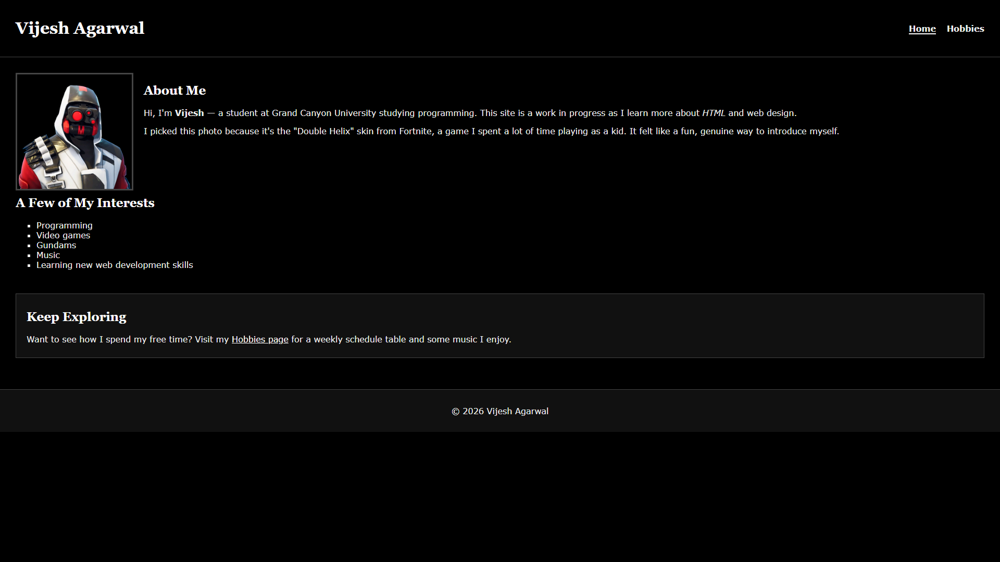 Vijesh Agarwal
Home Hobbies
About Me
Hi, I'm Vijesh — a student at Grand Canyon University studying programming. This site is a work in progress as I learn more about HTML and web design.
I picked this photo because it's the "Double Helix" skin from Fortnite, a game I spent a lot of time playing as a kid. It felt like a fun, genuine way to introduce myself.
A Few of My Interests
Programming
Video games
Gundams
Music
Learning new web development skills
Keep Exploring
Want to see how I spend my free time? Visit my Hobbies page for a weekly schedule table and some music I enjoy.
© 2026 Vijesh Agarwal